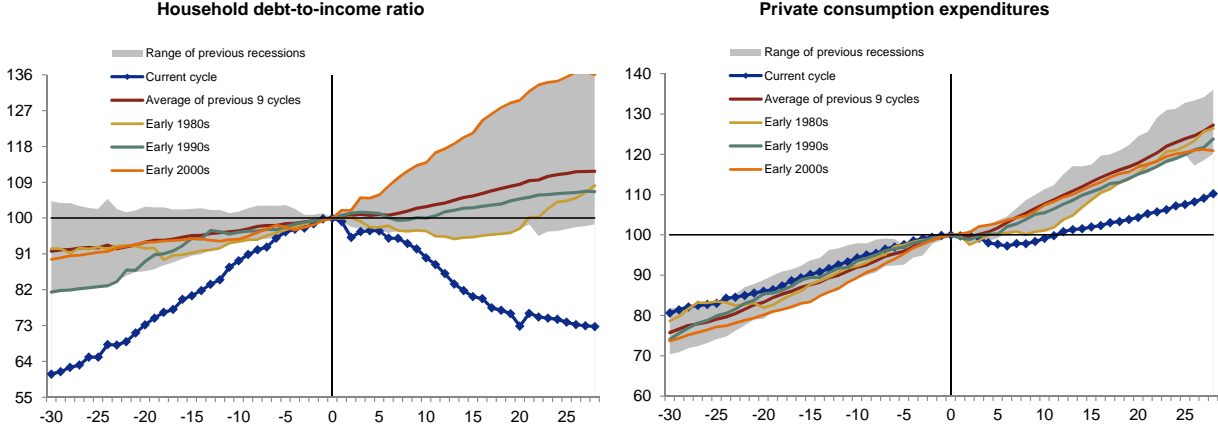 Household debt-to-income ratio
Range of previous recessions
Current cycle
Average of previous 9 cycles
Early 1980s
Early 1990s
Early 2000s
136
127
118
109
100
91
82
73
64
55
-30 -25 -20 -15 -10 -5 0 5 10 15 20 25
Private consumption expenditures
Range of previous recessions
Current cycle
Average of previous 9 cycles
Early 1980s
Early 1990s
Early 2000s
140
130
120
110
100
90
80
70
60
-30 -25 -20 -15 -10 -5 0 5 10 15 20 25